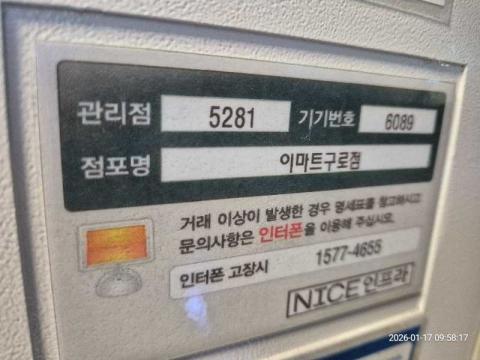 관리점 5281 기기번호 6089
점포명 이마트구로점
거래 이상이 발생한 경우 명세표를 참고하시고
문의사항은 인터폰을 이용해 주십시오.
인터폰 고장시 1577-4655
NICE인프라
2026-01-17 09:58:17